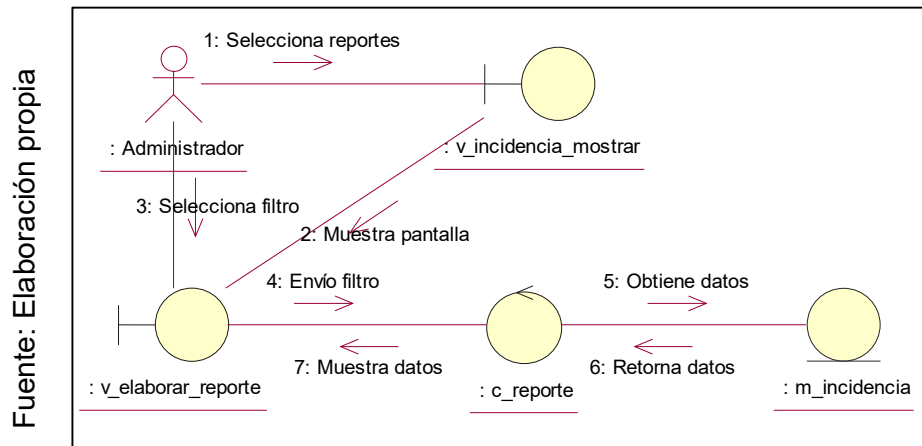 Fuente: Elaboración propia
1: Selecciona reportes
: Administrador
: v_incidencia_mostrar
3: Selecciona filtro
2: Muestra pantalla
4: Envío filtro
5: Obtiene datos
7: Muestra datos
6: Retorna datos
: v_elaborar_reporte
: c_reporte
: m_incidencia